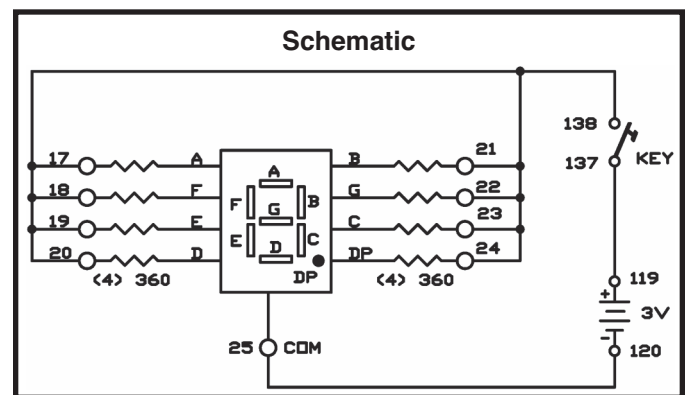 Schematic
138
137 KEY
17 A B 21
18 F G 22
19 E C 23
20 D DP 24
A
F B
G
E C
D
DP
(4) 360 (4) 360
119
+ 3V
-
120
25 COM